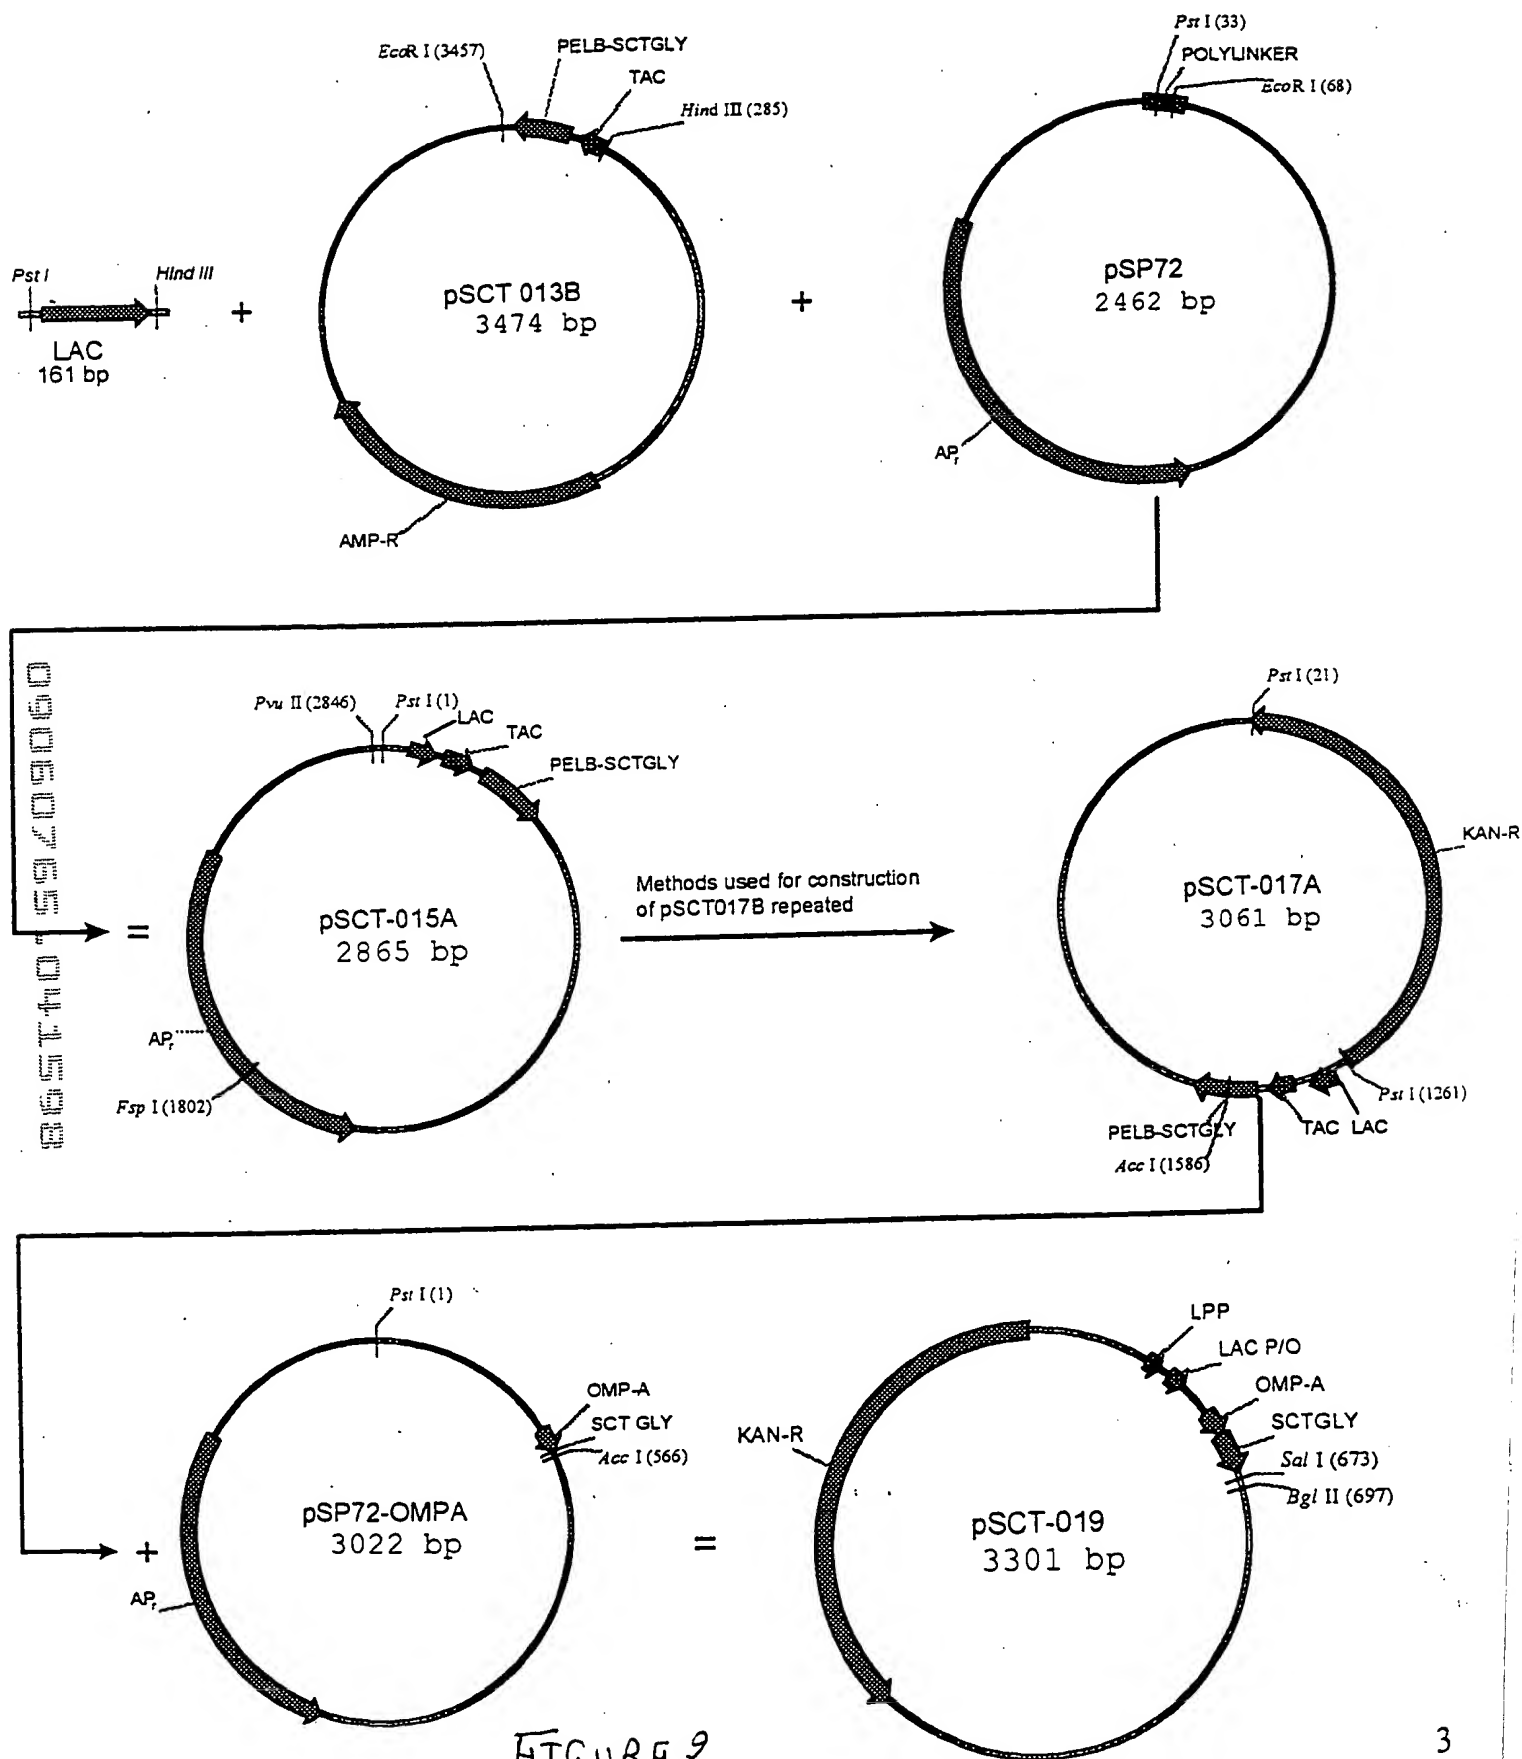 EcoR I (3457)
PELB-SCTGLY
TAC
Hind III (285)
Pst I (33)
POLYLINKER
EcoR I (68)
Pst I
Hind III
LAC
161 bp
+
pSCT 013B
3474 bp
+
pSP72
2462 bp
AMP-R
APr
09060765-041598
Pvu II (2846)
Pst I (1)
LAC
TAC
PELB-SCTGLY
=
pSCT-015A
2865 bp
APr
Fsp I (1802)
Methods used for construction
of pSCT017B repeated
Pst I (21)
KAN-R
pSCT-017A
3061 bp
Pst I (1261)
PELB-SCTGLY
TAC LAC
Acc I (1586)
Pst I (1)
OMP-A
SCT GLY
Acc I (566)
+
pSP72-OMPA
3022 bp
APr
=
LPP
LAC P/O
OMP-A
SCTGLY
Sal I (673)
Bgl II (697)
KAN-R
pSCT-019
3301 bp
FIGURE 9
3